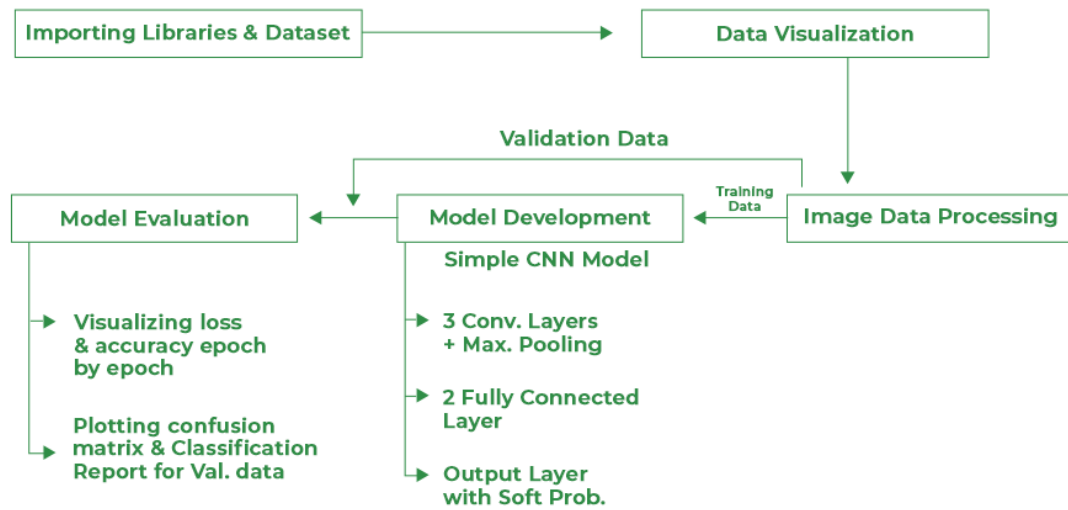 Importing Libraries & Dataset
Data Visualization
Validation Data
Training
Data
Model Evaluation
Model Development
Image Data Processing
Simple CNN Model
Visualizing loss
& accuracy epoch
by epoch
Plotting confusion
matrix & Classification
Report for Val. data
3 Conv. Layers
+ Max. Pooling
2 Fully Connected
Layer
Output Layer
with Soft Prob.